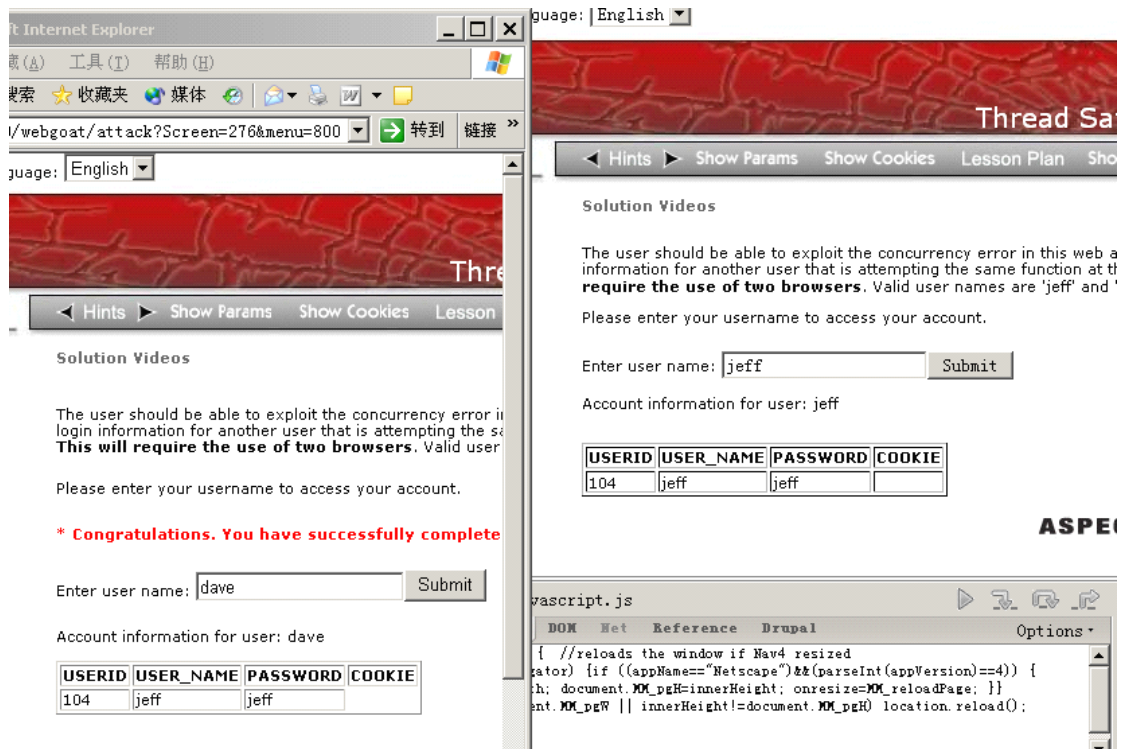 ft Internet Explorer
藏(A) 工具(T) 帮助(H)
搜索 收藏夹 媒体
/webgoat/attack?Screen=276&menu=800 转到 链接 »
guage: English
Thre
Hints Show Params Show Cookies Lesson
Solution Videos
The user should be able to exploit the concurrency error i
login information for another user that is attempting the sa
This will require the use of two browsers. Valid user
Please enter your username to access your account.
* Congratulations. You have successfully complete
Enter user name: dave Submit
Account information for user: dave
USERID USER_NAME PASSWORD COOKIE
104 jeff jeff
guage: English
Thread Sa
Hints Show Params Show Cookies Lesson Plan Sho
Solution Videos
The user should be able to exploit the concurrency error in this web a
information for another user that is attempting the same function at th
require the use of two browsers. Valid user names are 'jeff' and '
Please enter your username to access your account.
Enter user name: jeff Submit
Account information for user: jeff
USERID USER_NAME PASSWORD COOKIE
104 jeff jeff
ASPE
vascript.js
DOM Net Reference Drupal Options
{ //reloads the window if Nav4 resized
gator) {if ((appName=="Netscape")&&(parseInt(appVersion)==4)) {
th; document.MM_pgH=innerHeight; onresize=MM_reloadPage; }}
ent.MM_pgW || innerHeight!=document.MM_pgH) location.reload();